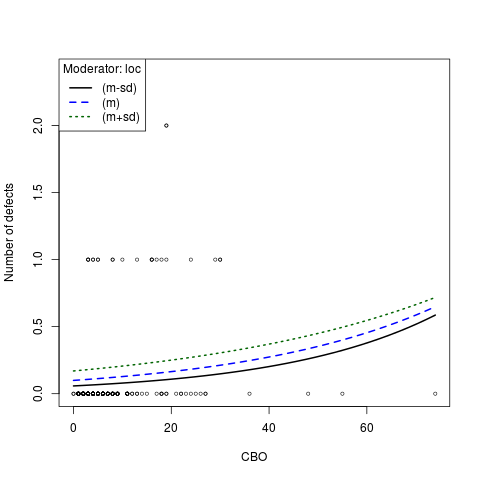 Moderator: loc
(m-sd)
(m)
(m+sd)
Number of defects
2.0
1.5
1.0
0.5
0.0
0 20 40 60
CBO